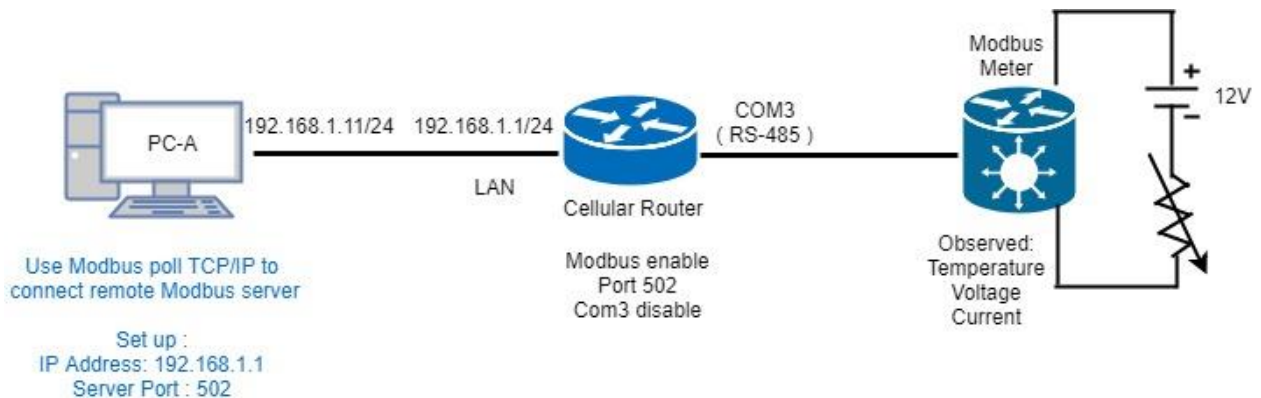 PC-A
192.168.1.11/24
192.168.1.1/24
LAN
Use Modbus poll TCP/IP to
connect remote Modbus server
Set up :
IP Address: 192.168.1.1
Server Port : 502
Cellular Router
Modbus enable
Port 502
Com3 disable
COM3
( RS-485 )
Modbus
Meter
Observed:
Temperature
Voltage
Current
+
12V
-